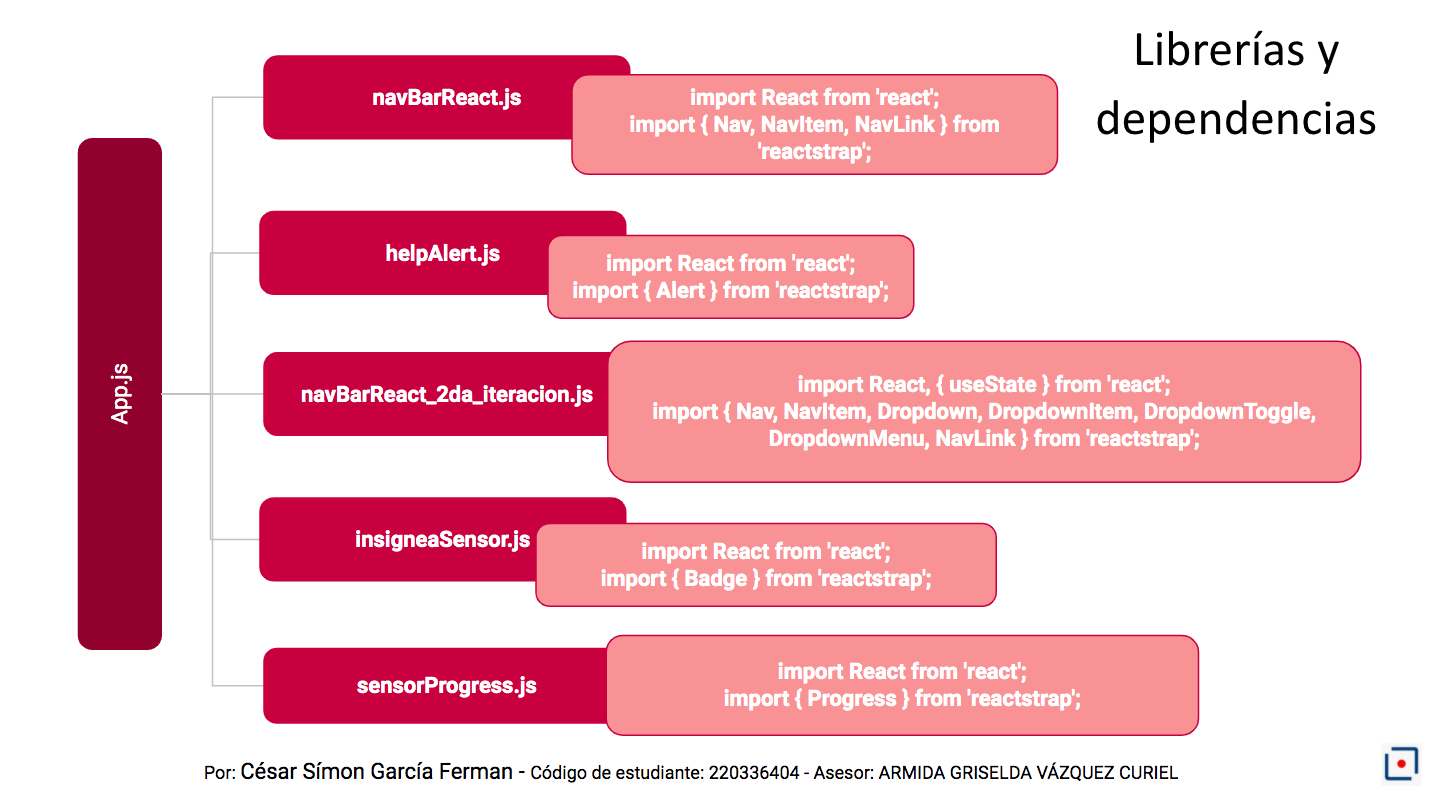 Librerías y
dependencias
App.js
navBarReact.js
import React from 'react';
import { Nav, NavItem, NavLink } from
'reactstrap';
helpAlert.js
import React from 'react';
import { Alert } from 'reactstrap';
navBarReact_2da_iteracion.js
import React, { useState } from 'react';
import { Nav, NavItem, Dropdown, DropdownItem, DropdownToggle,
DropdownMenu, NavLink } from 'reactstrap';
insigneaSensor.js
import React from 'react';
import { Badge } from 'reactstrap';
sensorProgress.js
import React from 'react';
import { Progress } from 'reactstrap';
Por: César Símon García Ferman - Código de estudiante: 220336404 - Asesor: ARMIDA GRISELDA VÁZQUEZ CURIEL